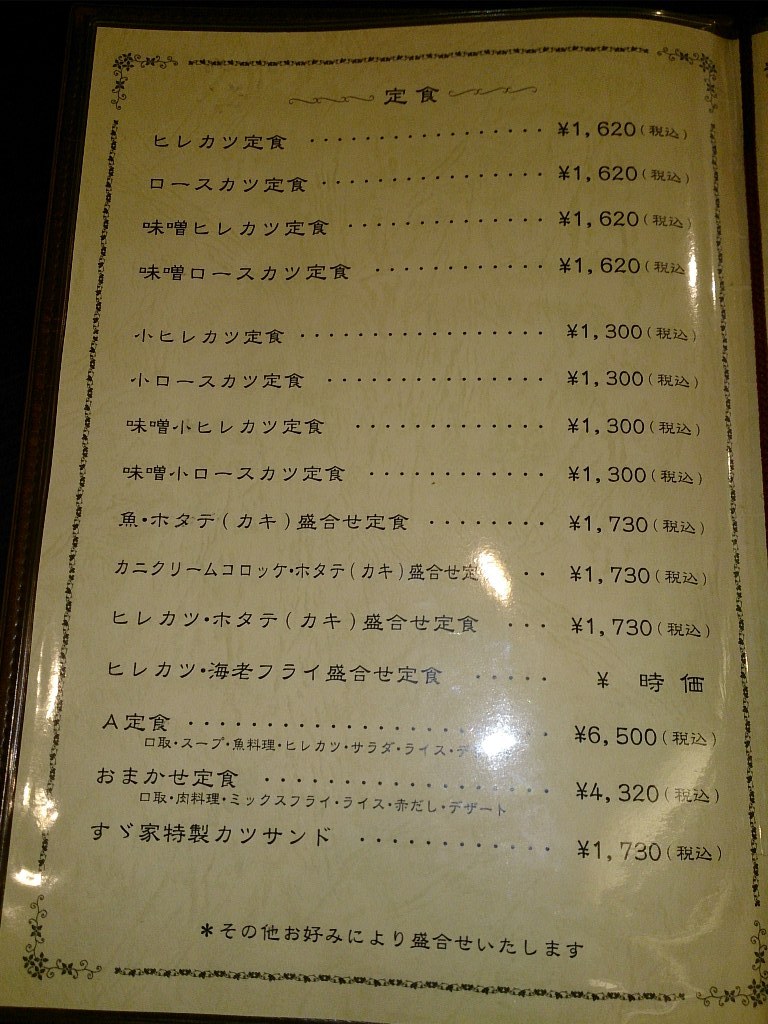 定食
ヒレカツ定食 ・・・・・・・・・・・・・・・・・ ¥1,620(税込)
ロースカツ定食 ・・・・・・・・・・・・・・・・ ¥1,620(税込)
味噌ヒレカツ定食 ・・・・・・・・・・・・・・ ¥1,620(税込)
味噌ロースカツ定食 ・・・・・・・・・・・・ ¥1,620(税込
小ヒレカツ定食 ・・・・・・・・・・・・・・・・・ ¥1,300(税込)
小ロースカツ定食 ・・・・・・・・・・・・・・・ ¥1,300(税込)
味噌小ヒレカツ定食 ・・・・・・・・・・・・・ ¥1,300(税込)
味噌小ロースカツ定食 ・・・・・・・・・・・・ ¥1,300(税込)
魚・ホタテ(カキ)盛合せ定食 ・・・・・・・・ ¥1,730(税込)
カニクリームコロッケ・ホタテ(カキ)盛合せ定 ・・ ¥1,730(税込)
ヒレカツ・ホタテ(カキ)盛合せ定食 ・・・ ¥1,730(税込)
ヒレカツ・海老フライ盛合せ定食 ・・・・・ ¥ 時価
A定食 ・・・・・・・・・・・・・・・・・・・・・・・ ¥6,500(税込)
口取・スープ・魚料理・ヒレカツ・サラダ・ライス・デ
おまかせ定食 ・・・・・・・・・・・・・・・・・・ ¥4,320(税込)
口取・肉料理・ミックスフライ・ライス・赤だし・デザート
すゞ家特製カツサンド ・・・・・・・・・・・・ ¥1,730(税込)
*その他お好みにより盛合せいたします